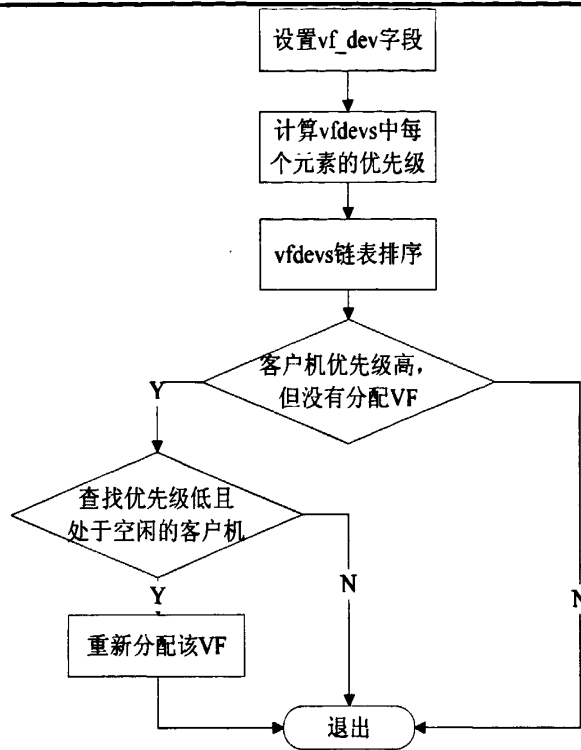 设置vf_dev字段
计算vfdevs中每
个元素的优先级
vfdevs链表排序
客户机优先级高，
但没有分配VF
Y
查找优先级低且
处于空闲的客户机
Y
N
N
重新分配该VF
退出